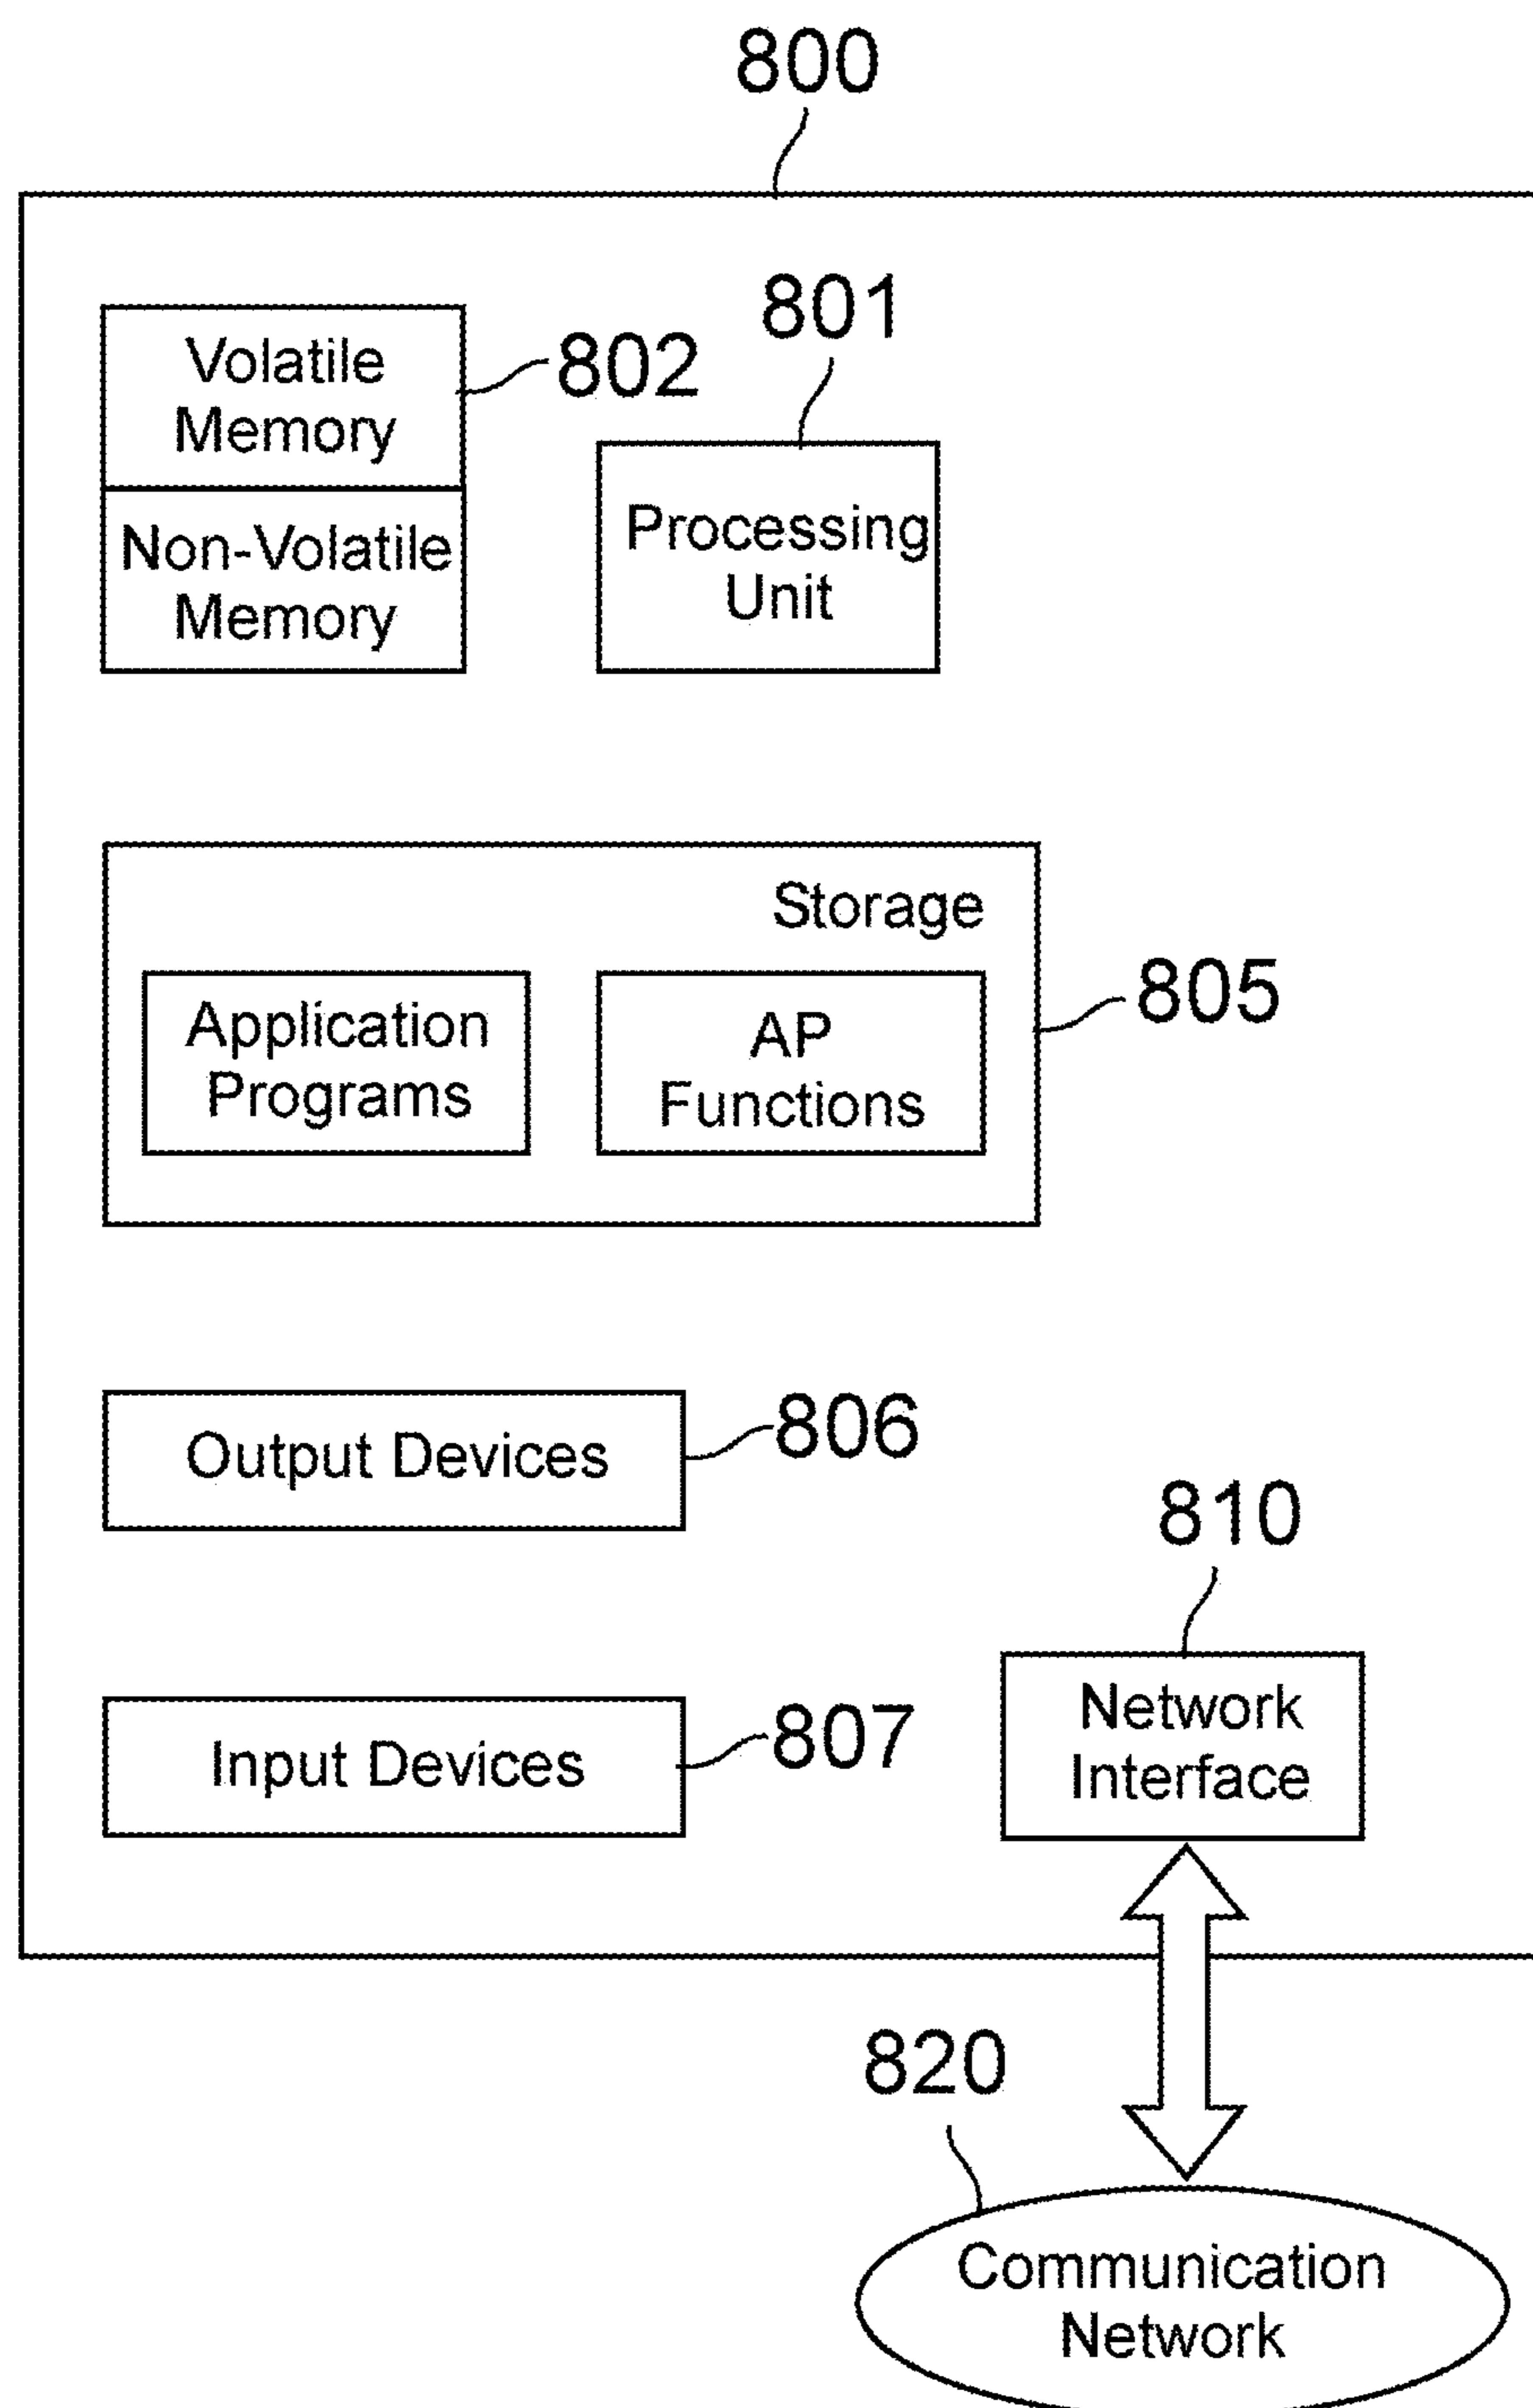 800
801
Volatile
Memory
802
Processing
Unit
Non-Volatile
Memory
Storage
Application
Programs
AP
Functions
805
Output Devices
806
810
Input Devices
807
Network
Interface
820
Communication
Network